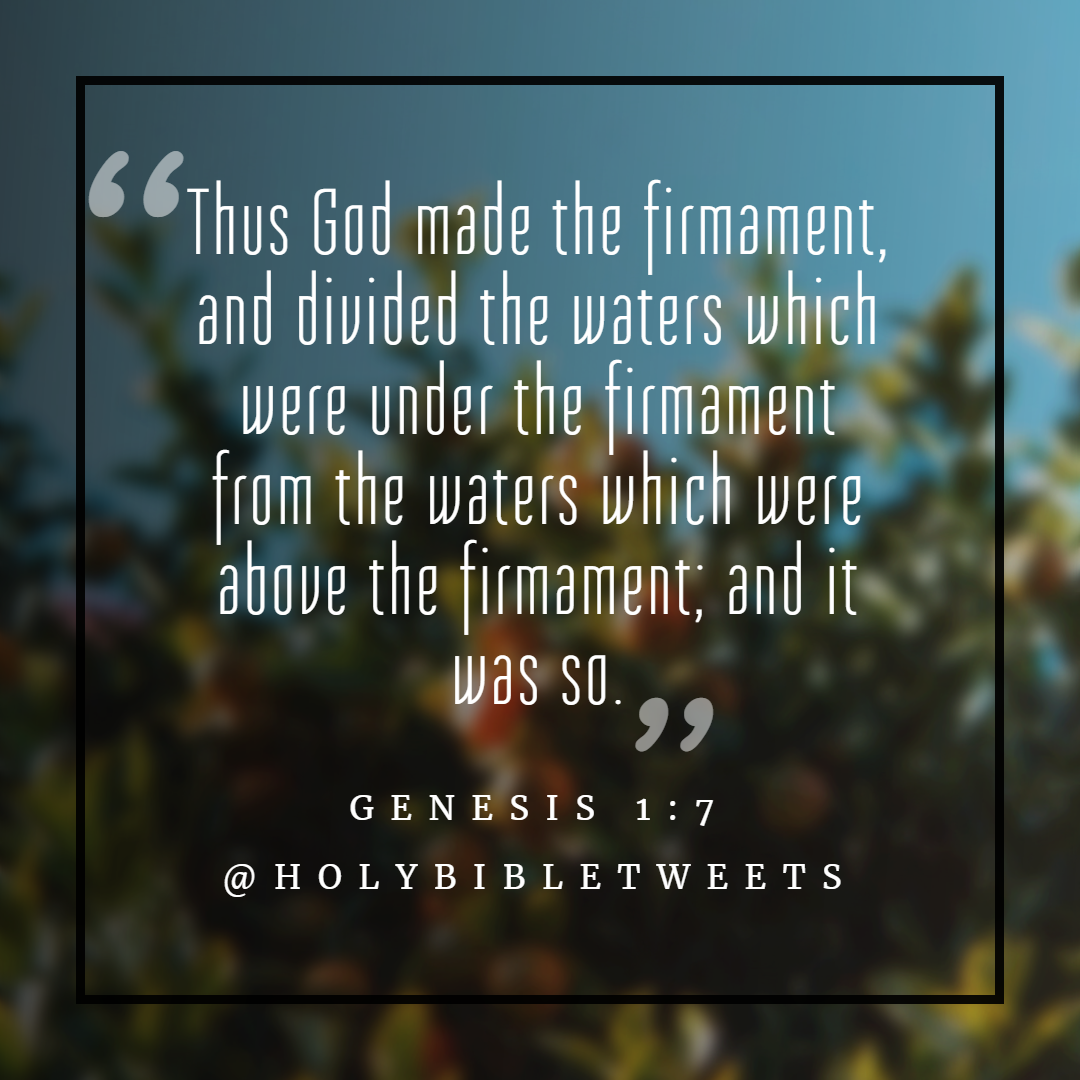 “Thus God made the firmament,
and divided the waters which
were under the firmament
from the waters which were
above the firmament; and it
was so.”
GENESIS 1:7
@HOLYBIBLETWEETS